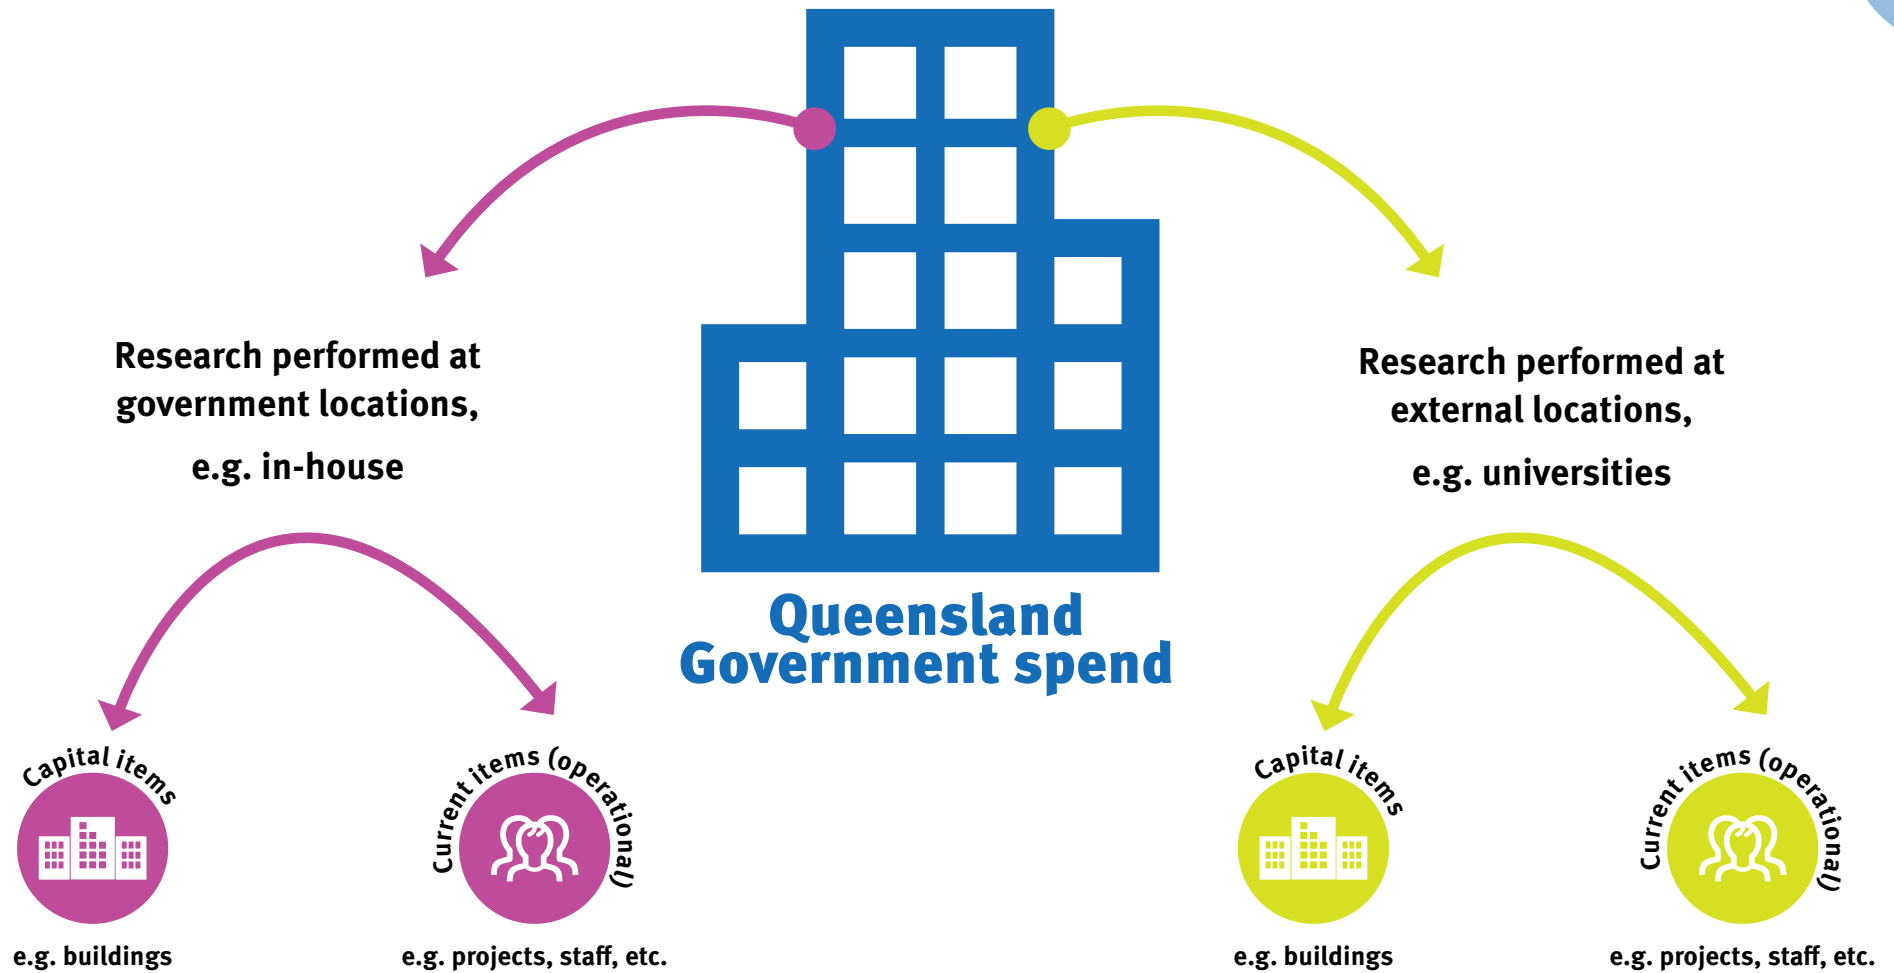 Research performed at
government locations,
e.g. in-house
Research performed at
external locations,
e.g. universities
Queensland
Government spend
Capital items
Current items (operational)
Capital items
Current items (operational)
e.g. buildings
e.g. projects, staff, etc.
e.g. buildings
e.g. projects, staff, etc.